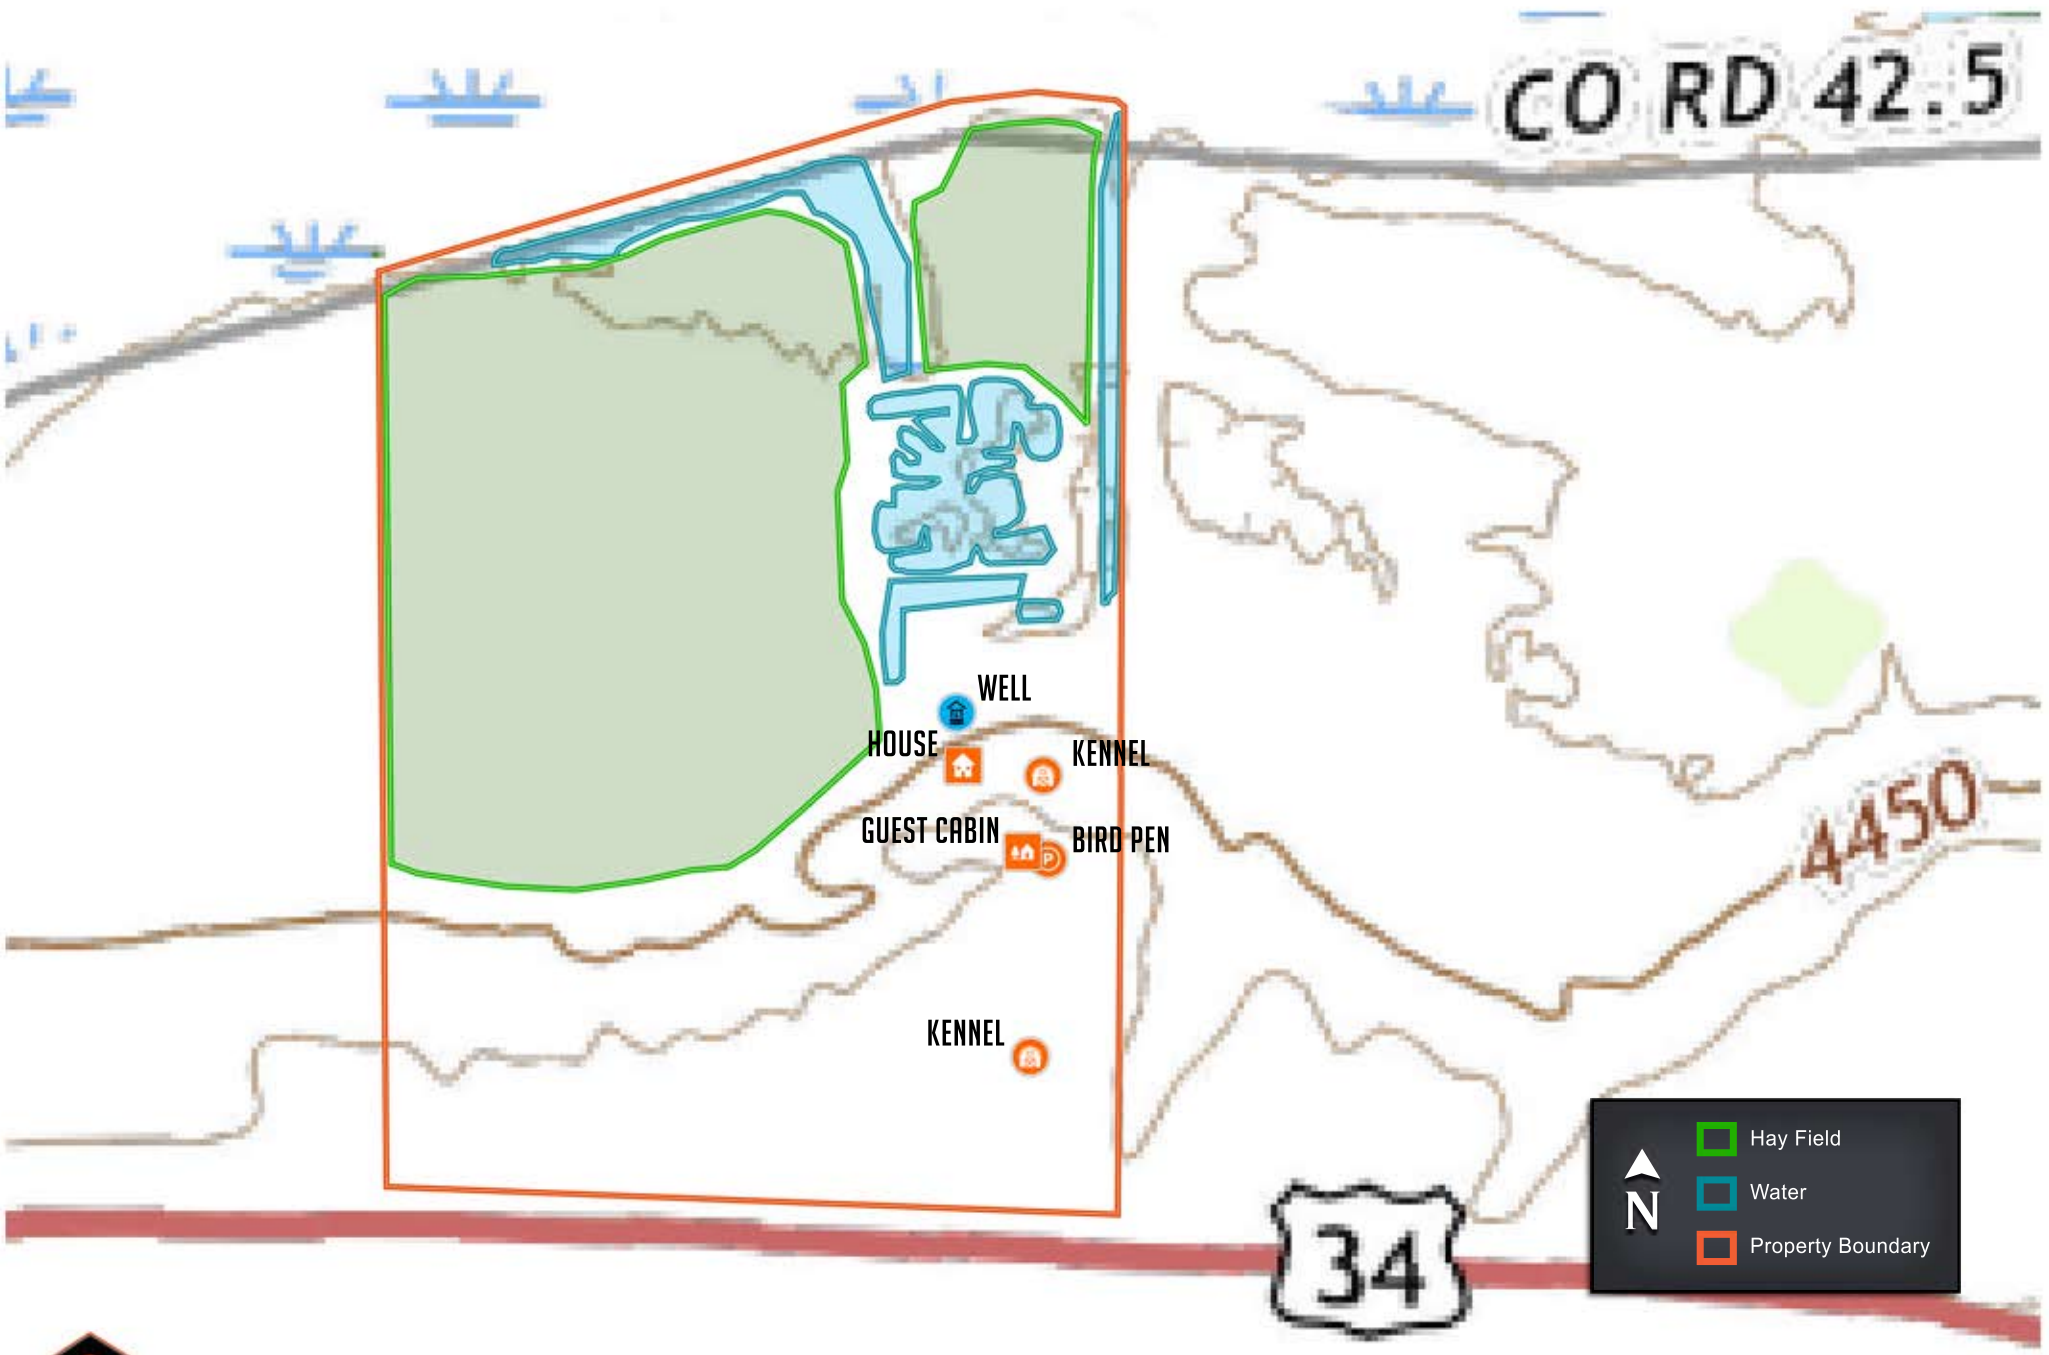 CO RD 42.5
WELL
HOUSE
KENNEL
GUEST CABIN
BIRD PEN
P
4450
KENNEL
34
N
Hay Field
Water
Property Boundary